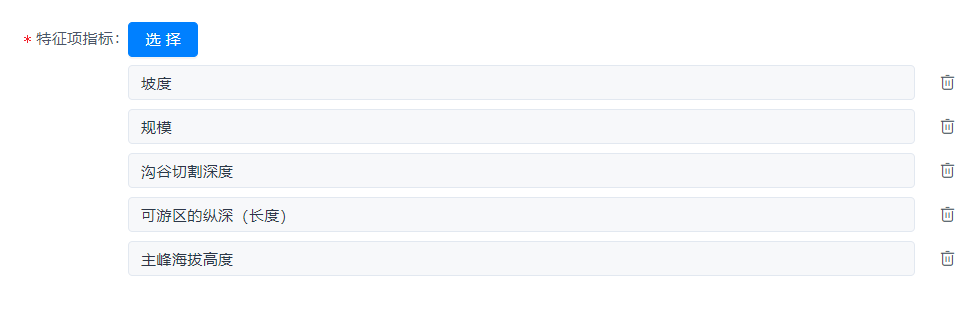 * 特征项指标: 选 择
坡度
规模
沟谷切割深度
可游区的纵深（长度）
主峰海拔高度